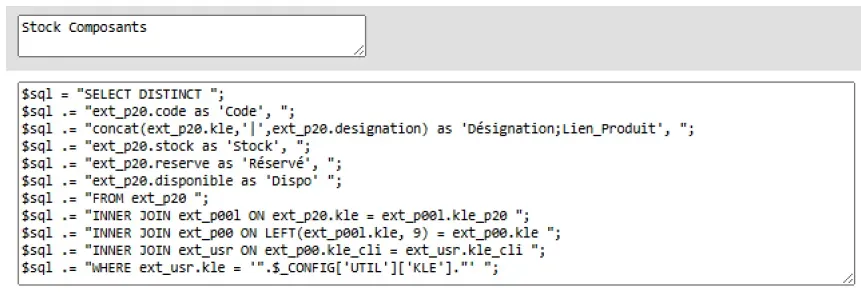 Stock Composants
$sql = "SELECT DISTINCT ";
$sql .= "ext_p20.code as 'Code', ";
$sql .= "concat(ext_p20.kle,'|',ext_p20.designation) as 'Désignation;Lien_Produit', ";
$sql .= "ext_p20.stock as 'Stock', ";
$sql .= "ext_p20.reserve as 'Réservé', ";
$sql .= "ext_p20.disponible as 'Dispo' ";
$sql .= "FROM ext_p20 ";
$sql .= "INNER JOIN ext_p00l ON ext_p20.kle = ext_p00l.kle_p20 ";
$sql .= "INNER JOIN ext_p00 ON LEFT(ext_p00l.kle, 9) = ext_p00.kle ";
$sql .= "INNER JOIN ext_usr ON ext_p00.kle_cli = ext_usr.kle_cli ";
$sql .= "WHERE ext_usr.kle = '".$_CONFIG['UTIL']['KLE']."' ";